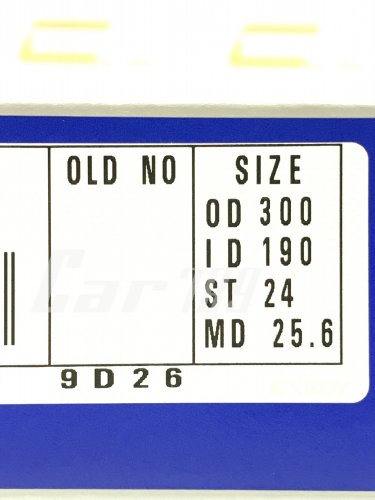 OLD NO
SIZE
OD 300
ID 190
ST 24
MD 25.6
9D26